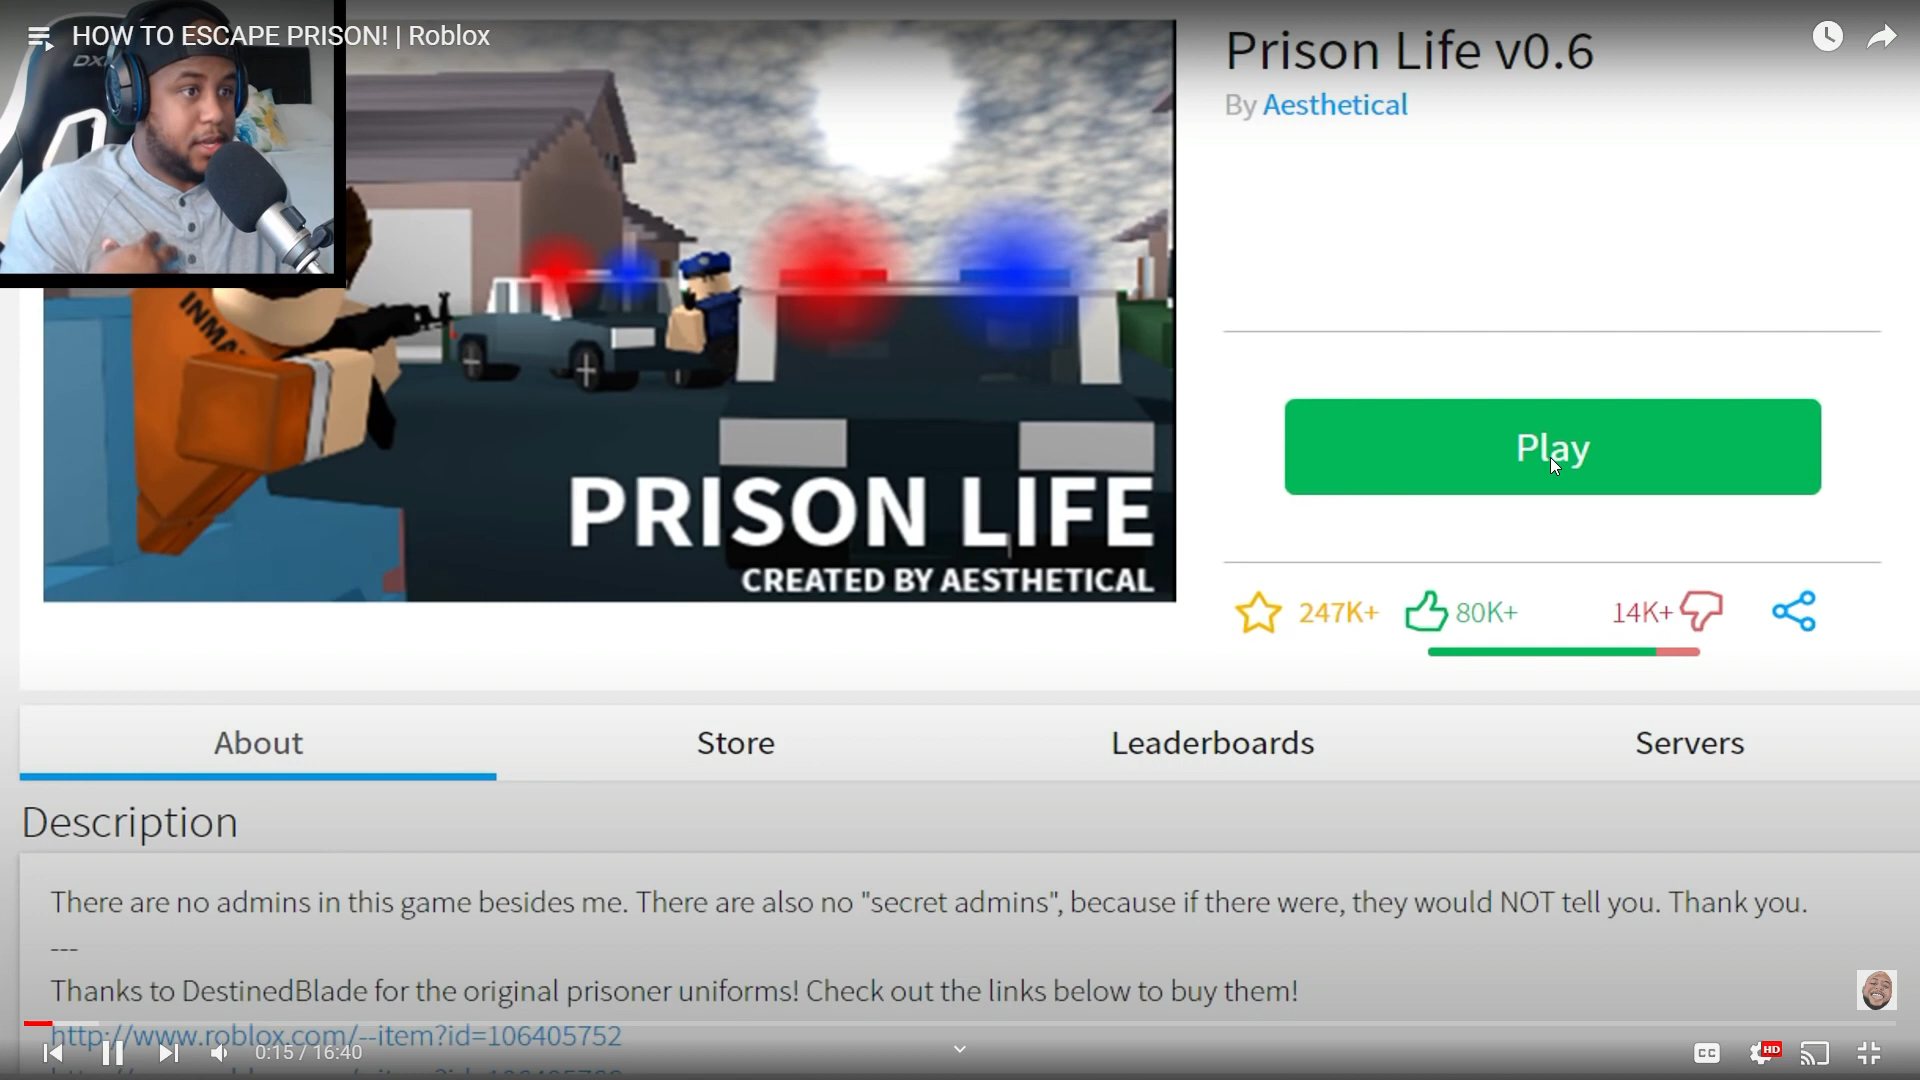 HOW TO ESCAPE PRISON! | Roblox
DX
INMA
PRISON LIFE
CREATED BY AESTHETICAL
Prison Life v0.6
By Aesthetical
Play
247K+ 80K+ 14K+
About Store Leaderboards Servers
Description
There are no admins in this game besides me. There are also no "secret admins", because if there were, they would NOT tell you. Thank you.
---
Thanks to DestinedBlade for the original prisoner uniforms! Check out the links below to buy them!
http://www.roblox.com/--item?id=106405752
0:15 / 16:40 CC HD